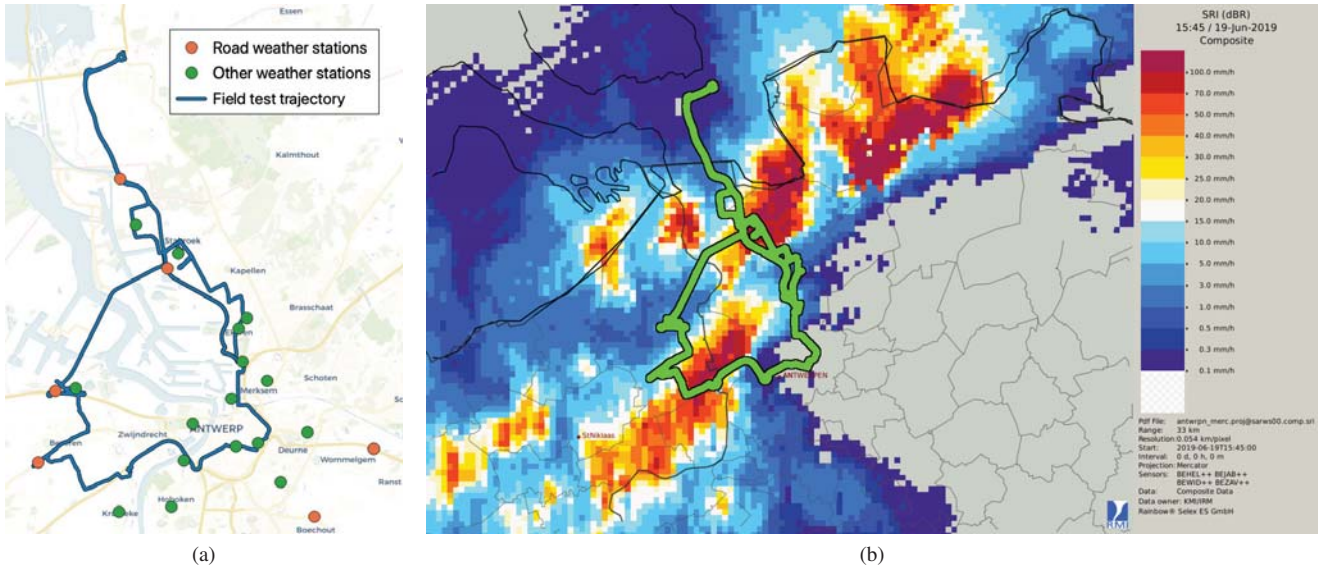 Essen
Road weather stations
Other weather stations
Field test trajectory
Kalmthout
Stabroek
Kapellen
Brasschaat
Ekeren
Schoten
Merksem
ANTWERP
Zwijndrecht
Beveren
Deurne
Wommelgem
Ranst
Hoboken
Kruibeke
Boechout
(a)
ANTWERPEN
StNiklaas
SRI (dBR)
15:45 / 19-Jun-2019
Composite
100.0 mm/h
70.0 mm/h
50.0 mm/h
40.0 mm/h
30.0 mm/h
25.0 mm/h
20.0 mm/h
15.0 mm/h
10.0 mm/h
5.0 mm/h
3.0 mm/h
1.0 mm/h
0.5 mm/h
0.3 mm/h
0.1 mm/h
Pdf File: antwrpn_merc.proj@sarws00.comp.sri
Range: 33 km
Resolution: 0.054 km/pixel
Start: 2019-06-19T15:45:00
Interval: 0 d, 0 h, 0 m
Projection: Mercator
Sensors: BEHEL++ BEJAB++
BEWID++ BEZAV++
Data: Composite Data
Data owner: KMI/IRM
Rainbow® Selex ES GmbH
RMI
(b)